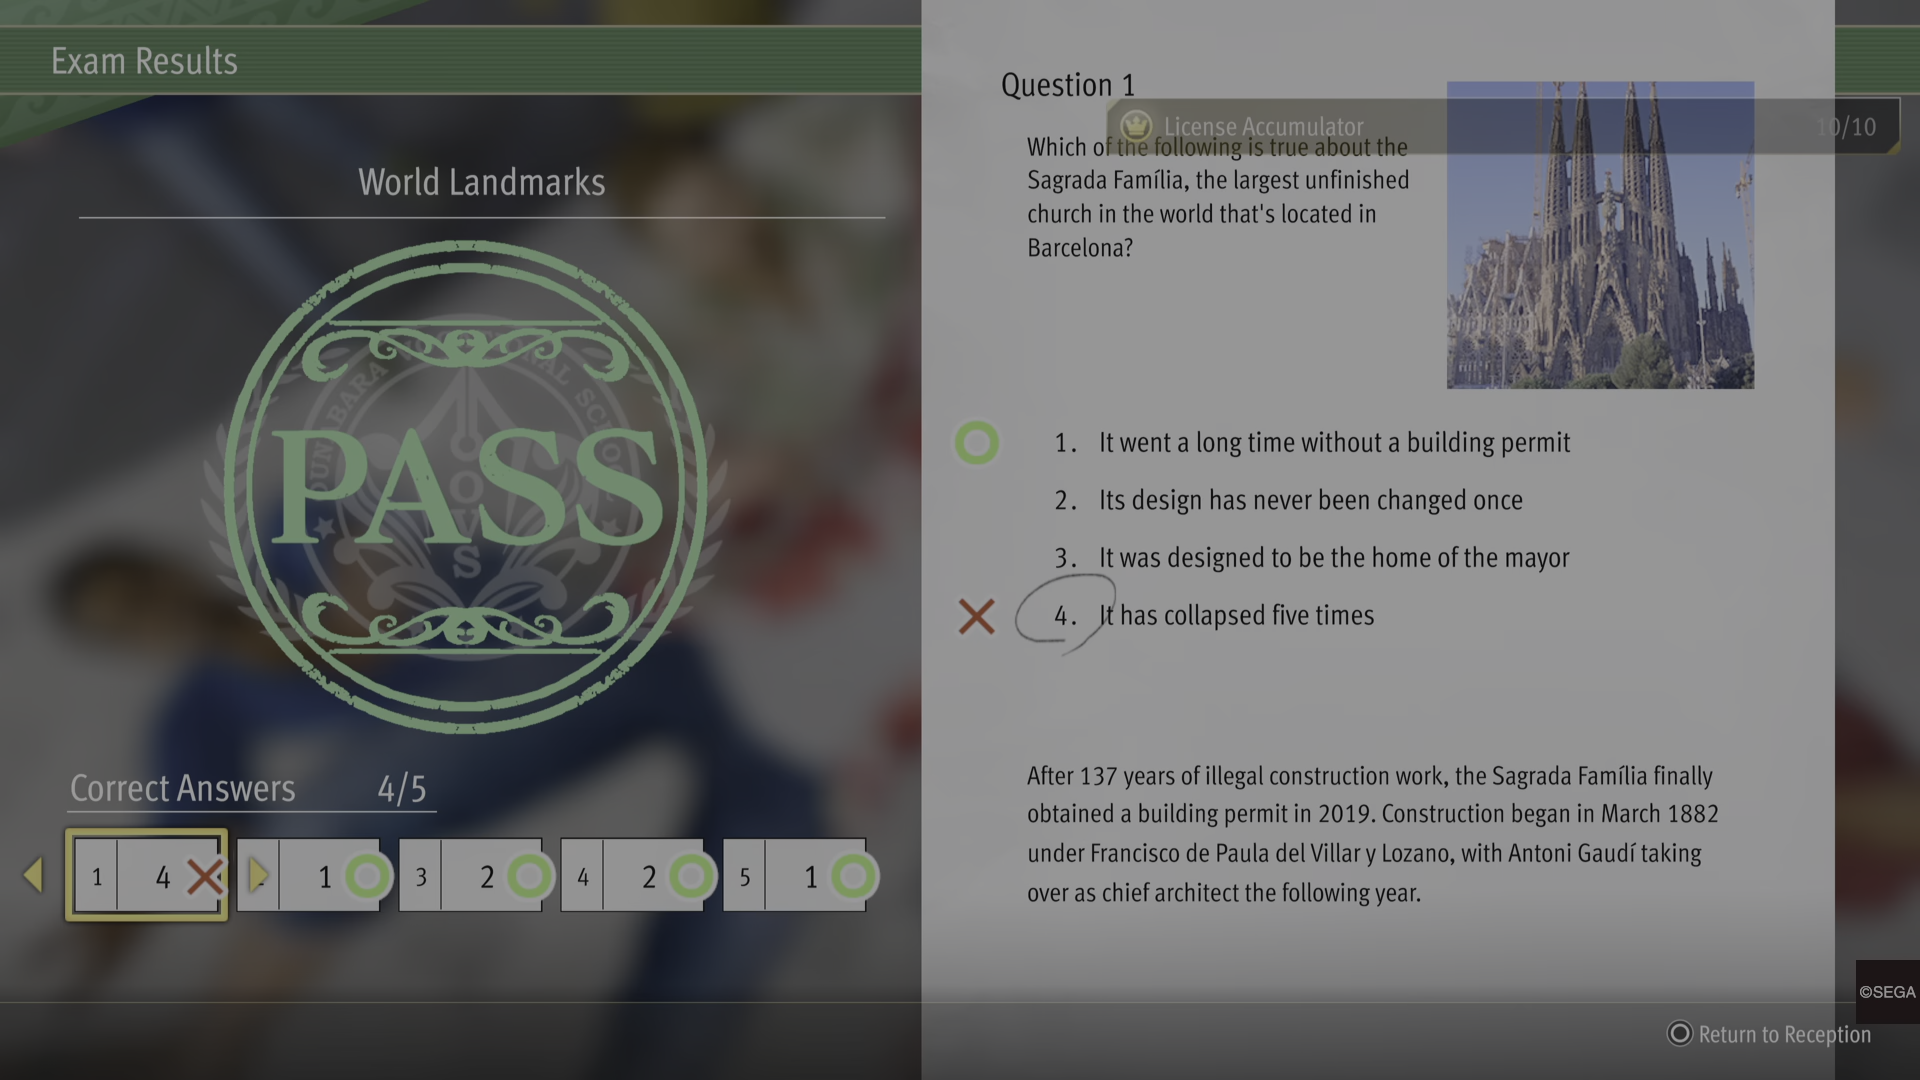 Exam Results
World Landmarks
PASS
Correct Answers 4/5
1 4
1
3 2
4 2
5 1
Question 1
License Accumulator 10/10
Which of the following is true about the
Sagrada Família, the largest unfinished
church in the world that's located in
Barcelona?
1. It went a long time without a building permit
2. Its design has never been changed once
3. It was designed to be the home of the mayor
4. It has collapsed five times
After 137 years of illegal construction work, the Sagrada Família finally
obtained a building permit in 2019. Construction began in March 1882
under Francisco de Paula del Villar y Lozano, with Antoni Gaudí taking
over as chief architect the following year.
©SEGA
Return to Reception